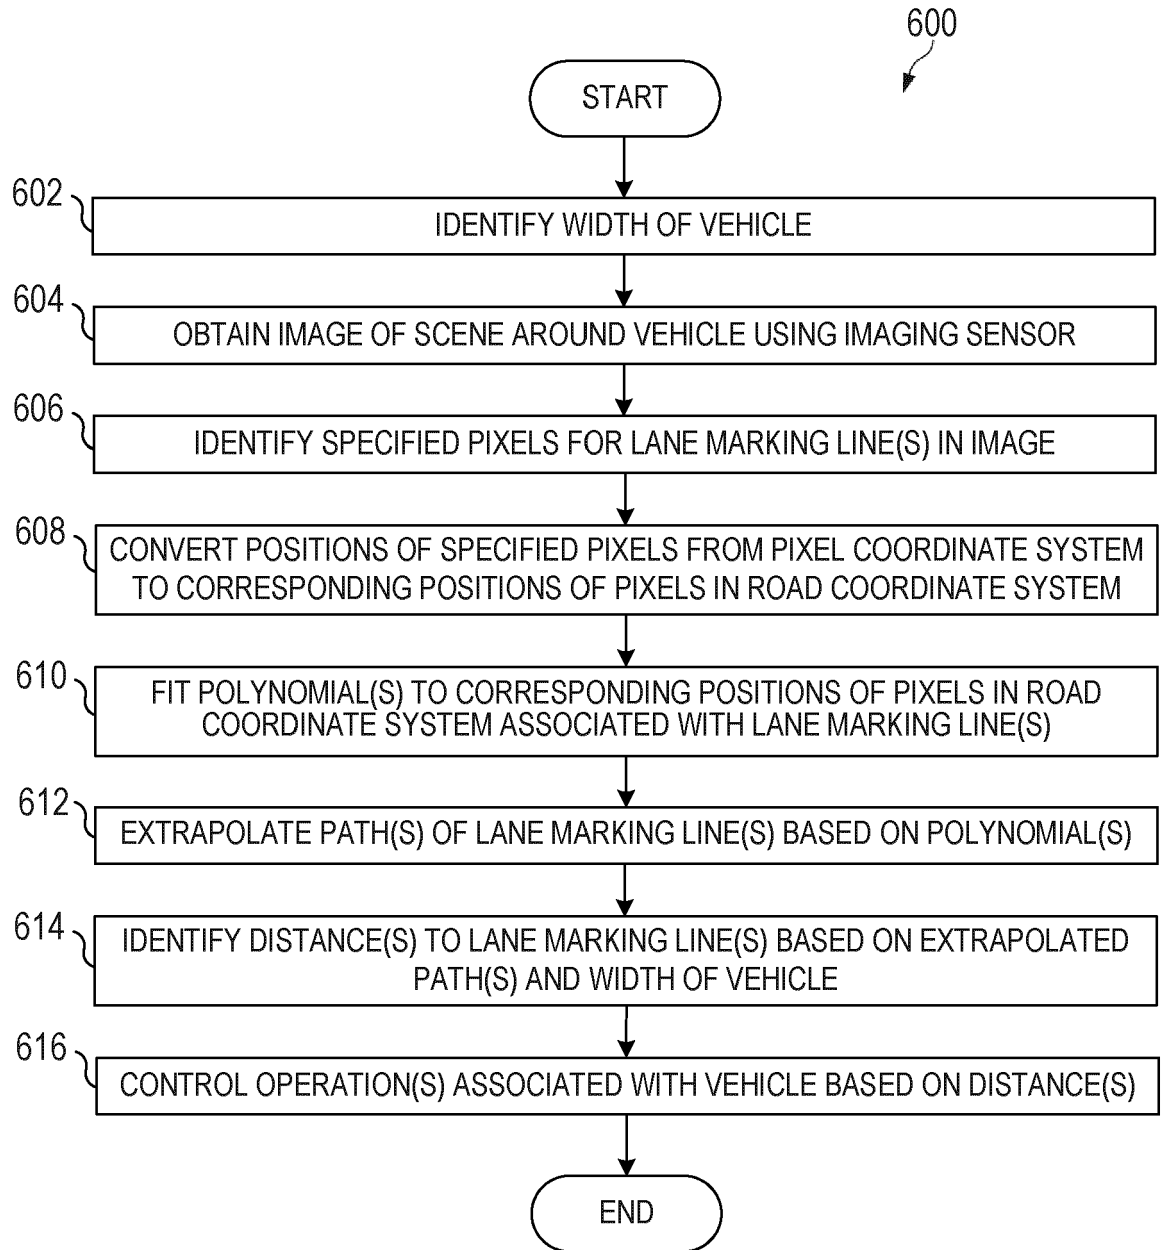 600
START
602
IDENTIFY WIDTH OF VEHICLE
604
OBTAIN IMAGE OF SCENE AROUND VEHICLE USING IMAGING SENSOR
606
IDENTIFY SPECIFIED PIXELS FOR LANE MARKING LINE(S) IN IMAGE
608
CONVERT POSITIONS OF SPECIFIED PIXELS FROM PIXEL COORDINATE SYSTEM
TO CORRESPONDING POSITIONS OF PIXELS IN ROAD COORDINATE SYSTEM
610
FIT POLYNOMIAL(S) TO CORRESPONDING POSITIONS OF PIXELS IN ROAD
COORDINATE SYSTEM ASSOCIATED WITH LANE MARKING LINE(S)
612
EXTRAPOLATE PATH(S) OF LANE MARKING LINE(S) BASED ON POLYNOMIAL(S)
614
IDENTIFY DISTANCE(S) TO LANE MARKING LINE(S) BASED ON EXTRAPOLATED
PATH(S) AND WIDTH OF VEHICLE
616
CONTROL OPERATION(S) ASSOCIATED WITH VEHICLE BASED ON DISTANCE(S)
END